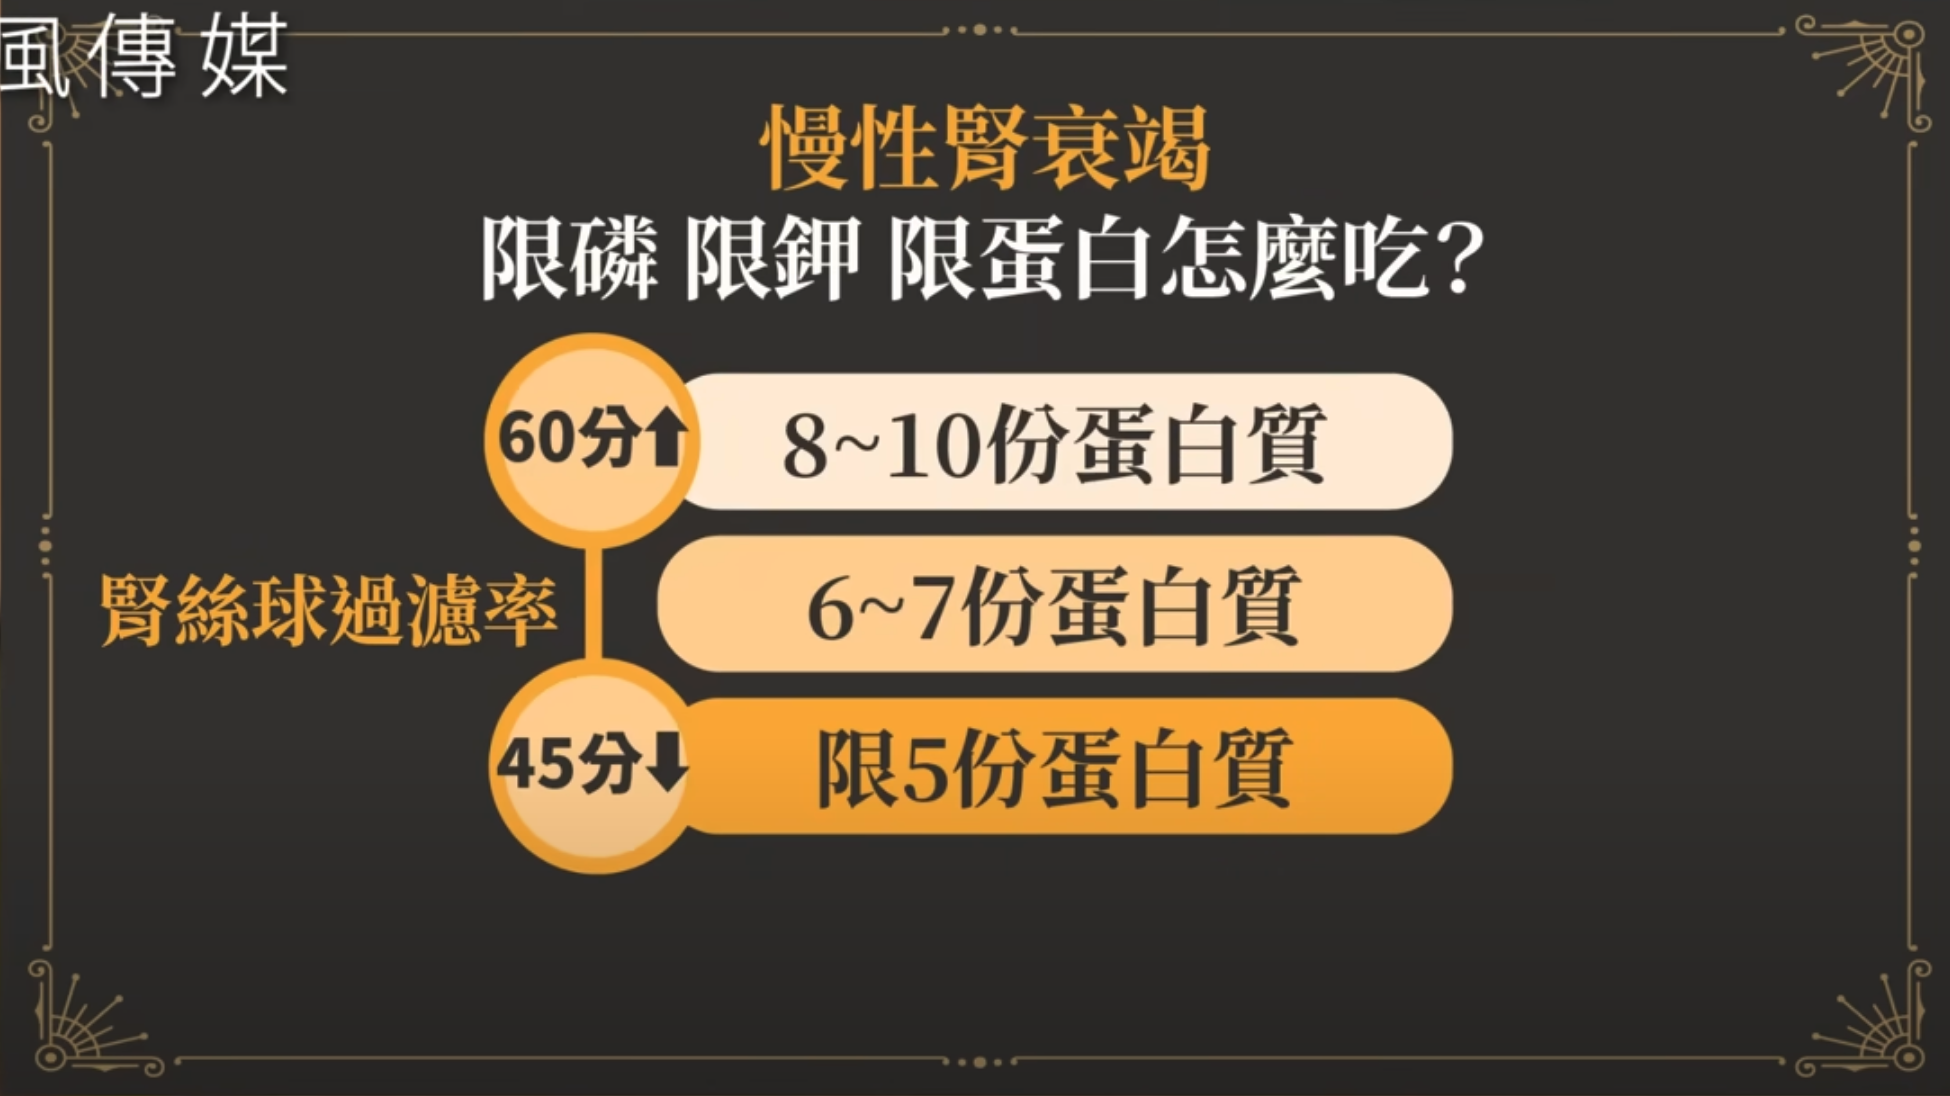 風傳媒
慢性腎衰竭
限磷 限鉀 限蛋白怎麼吃?
60分⬆ 8~10份蛋白質
腎絲球過濾率 6~7份蛋白質
45分⬇ 限5份蛋白質